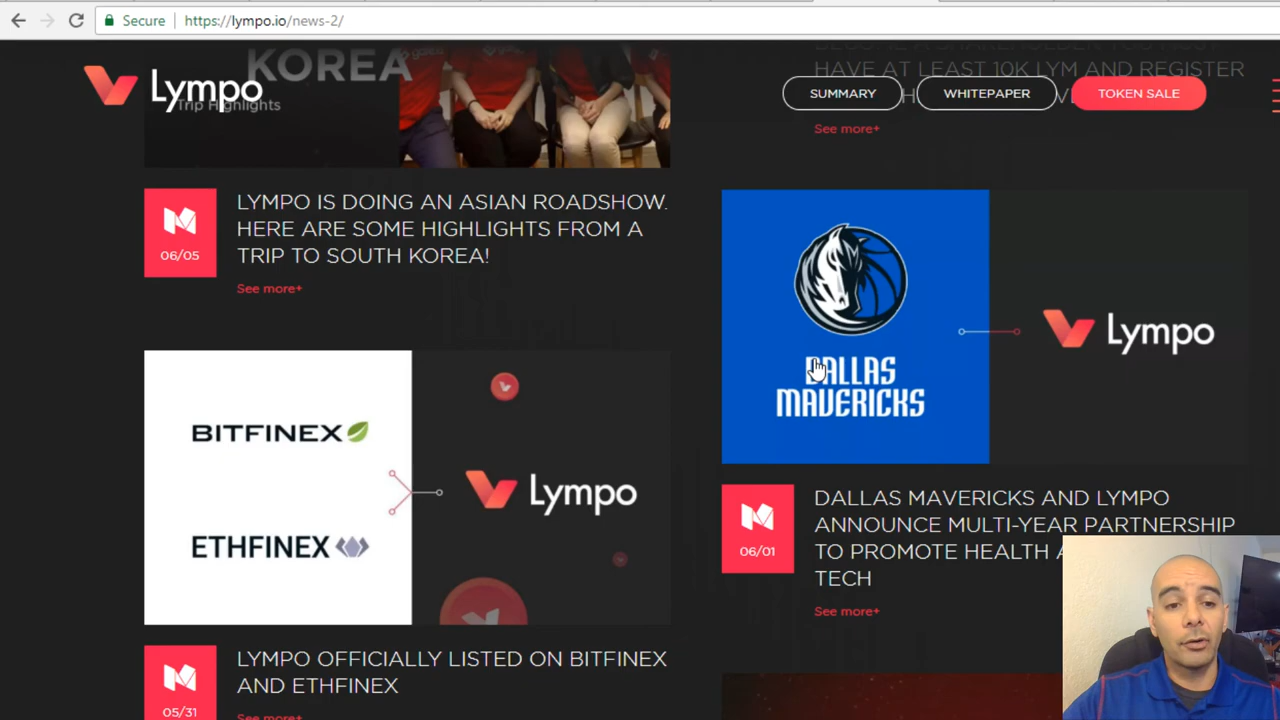 Secure
https://lympo.io/news-2/
KOREA
Trip Highlights
Lympo
HAVE AT LEAST 10K LYM AND REGISTER
SUMMARY
WHITEPAPER
TOKEN SALE
See more+
06/05
LYMPO IS DOING AN ASIAN ROADSHOW.
HERE ARE SOME HIGHLIGHTS FROM A
TRIP TO SOUTH KOREA!
See more+
DALLAS
MAVERICKS
Lympo
BITFINEX
ETHFINEX
Lympo
06/01
DALLAS MAVERICKS AND LYMPO
ANNOUNCE MULTI-YEAR PARTNERSHIP
TO PROMOTE HEALTH
TECH
See more+
05/31
LYMPO OFFICIALLY LISTED ON BITFINEX
AND ETHFINEX
See more+